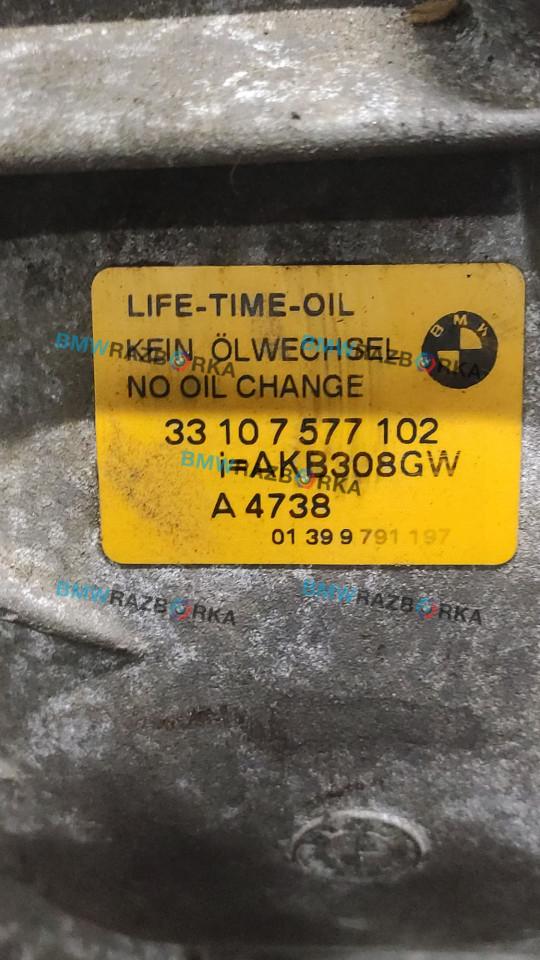 LIFE-TIME-OIL
BMW
KEIN ÖLWECHSEL
NO OIL CHANGE
33 10 7 577 102
i=AKB308GW
A 4738
01 39 9 791 197
BMWRAZBORKA
BMWRAZBORKA
BMWRAZBORKA
BMWRAZBORKA
BMWRAZBORKA